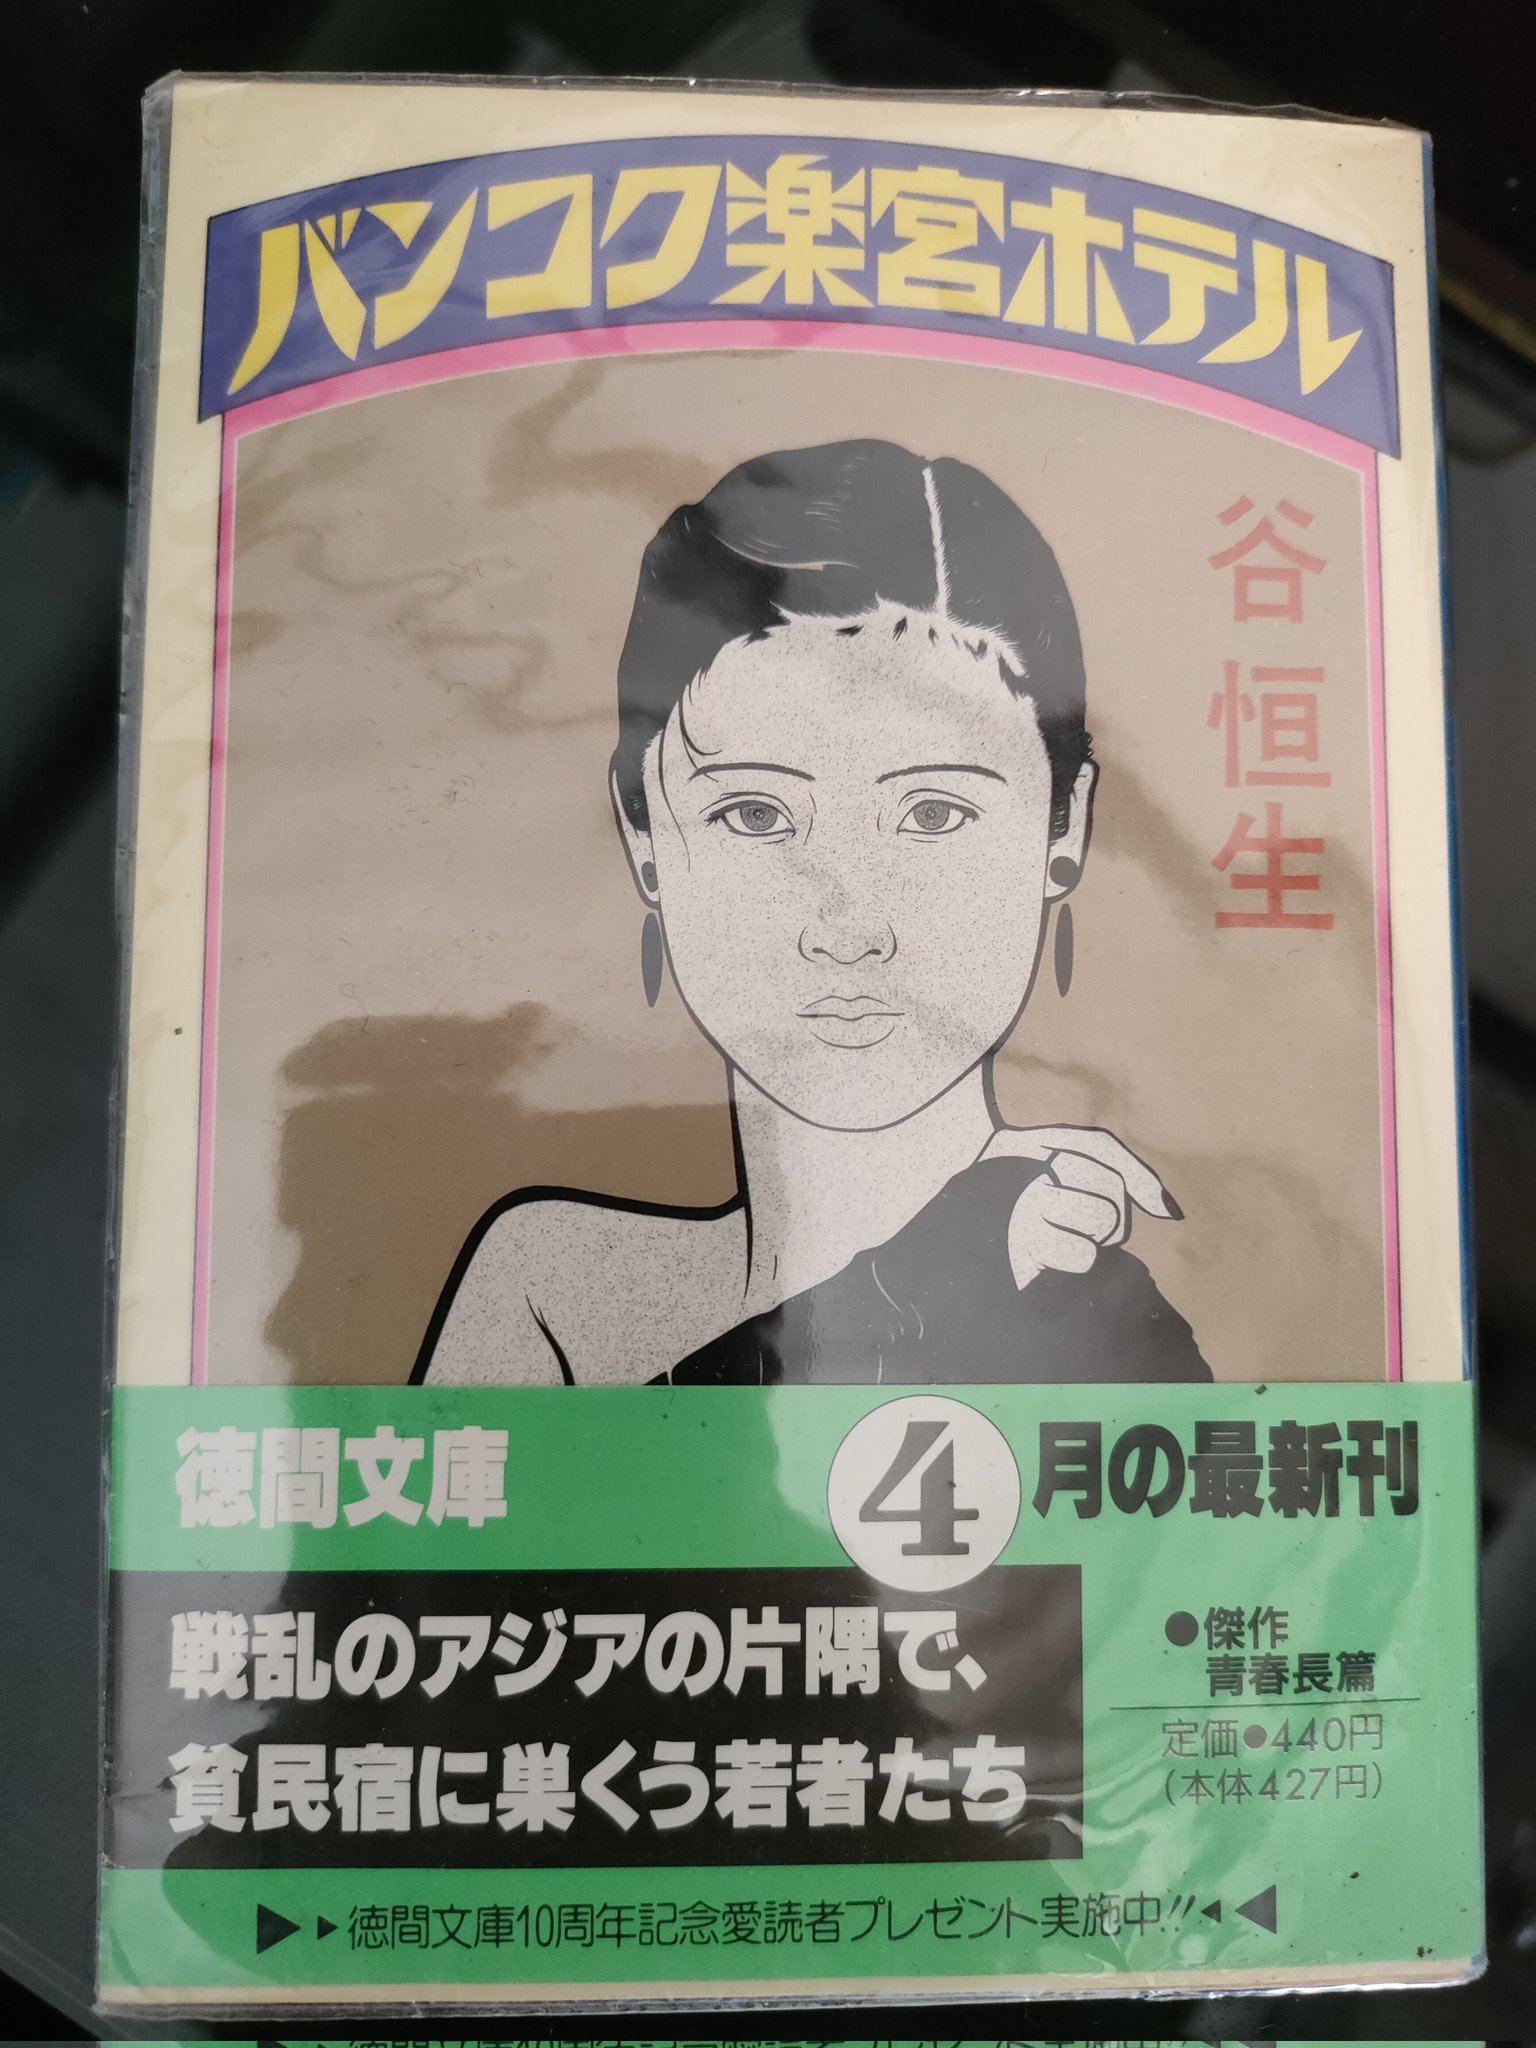 バンコク楽宮ホテル
谷恒生
徳間文庫
4月の最新刊
戦乱のアジアの片隅で、
貧民宿に巣くう若者たち
●傑作
青春長篇
定価●440円
(本体427円)
▶▶徳間文庫10周年記念愛読者プレゼント実施中!!◀◀